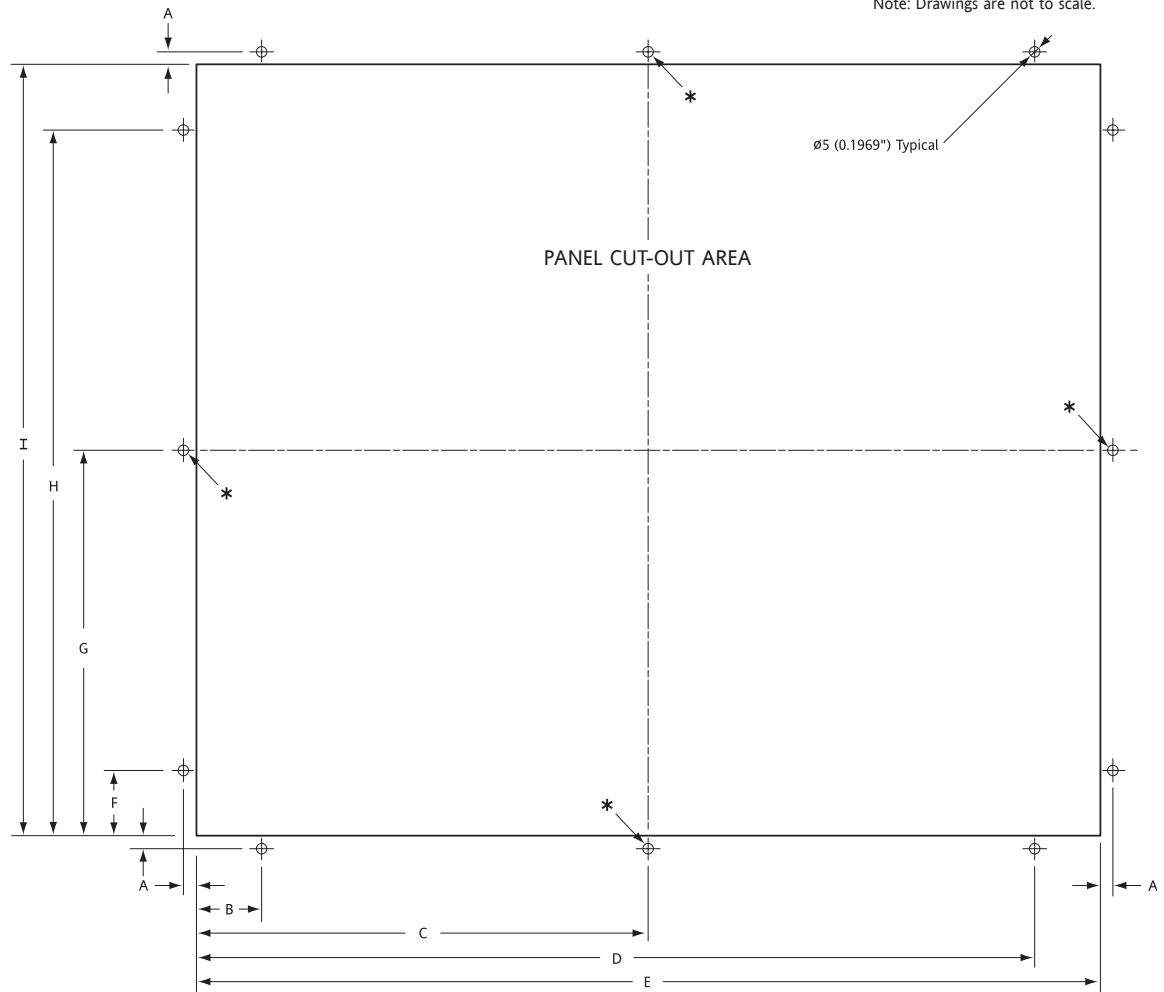 Note: Drawings are not to scale.
A
*
ø5 (0.1969") Typical
PANEL CUT-OUT AREA
*
H
H
*
G
F
*
A
A
B
C
D
E